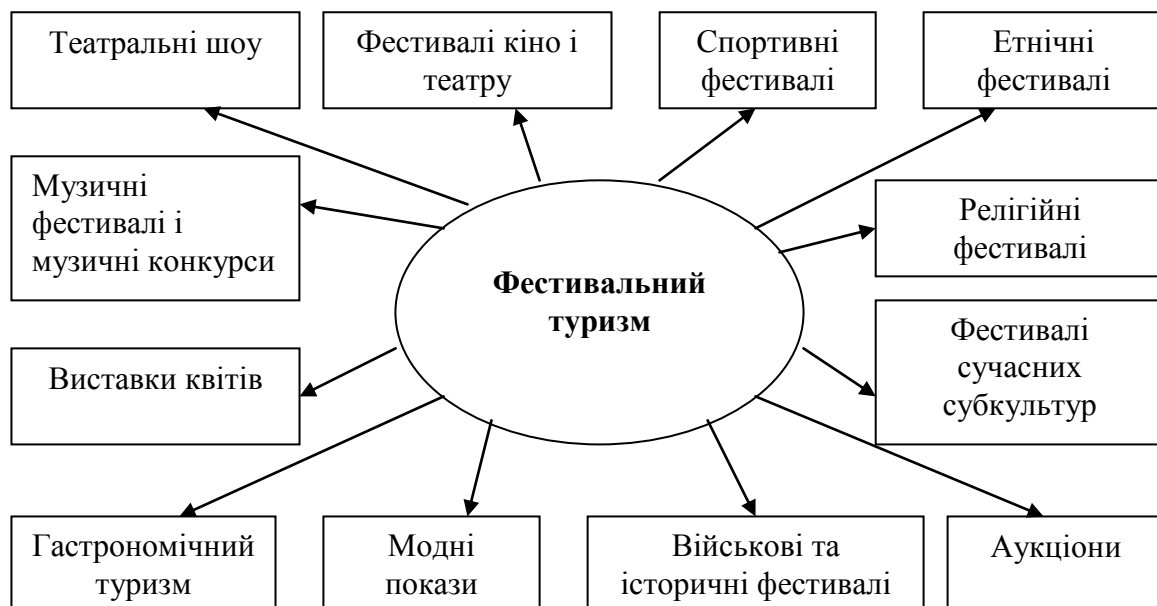 Театральні шоу
Фестивалі кіно і
театру
Спортивні
фестивалі
Етнічні
фестивалі
Музичні
фестивалі і
музичні конкурси
Релігійні
фестивалі
Фестивальний
туризм
Виставки квітів
Фестивалі
сучасних
субкультур
Гастрономічний
туризм
Модні
покази
Військові та
історичні фестивалі
Аукціони